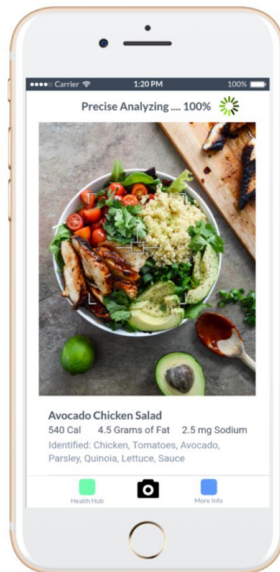 Carrier 1:20 PM 100%
Precise Analyzing .... 100%
Avocado Chicken Salad
540 Cal 4.5 Grams of Fat 2.5 mg Sodium
Identified: Chicken, Tomatoes, Avocado,
Parsley, Quinoia, Lettuce, Sauce
Health Hub More Info